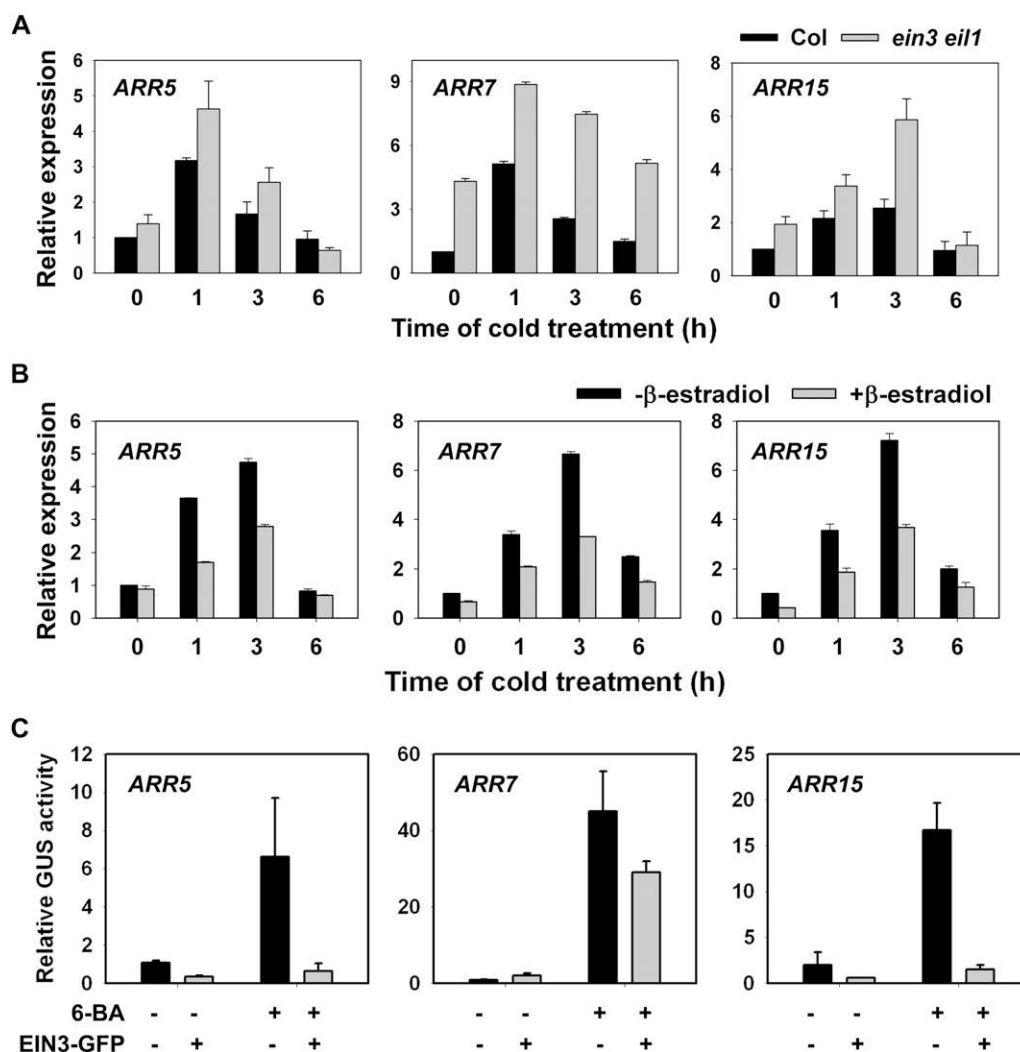 A
Col ein3 eil1
ARR5 ARR7 ARR15
Relative expression
6 5 4 3 2 1 0
9 6 3 0
8 6 4 2 0
0 1 3 6 0 1 3 6 0 1 3 6
Time of cold treatment (h)
B
-β-estradiol +β-estradiol
ARR5 ARR7 ARR15
Relative expression
6 5 4 3 2 1 0
8 6 4 2 0
8 6 4 2 0
0 1 3 6 0 1 3 6 0 1 3 6
Time of cold treatment (h)
C
ARR5 ARR7 ARR15
Relative GUS activity
12 10 8 6 4 2 0
60 40 20 0
25 20 15 10 5 0
6-BA - - + + - - + + - - + +
EIN3-GFP - + - + - + - + - + - +